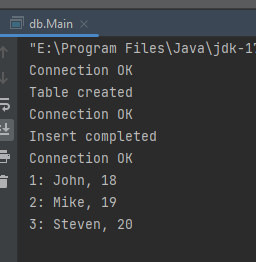 db.Main
"E:\Program Files\Java\jdk-17
Connection OK
Table created
Connection OK
Insert completed
Connection OK
1: John, 18
2: Mike, 19
3: Steven, 20